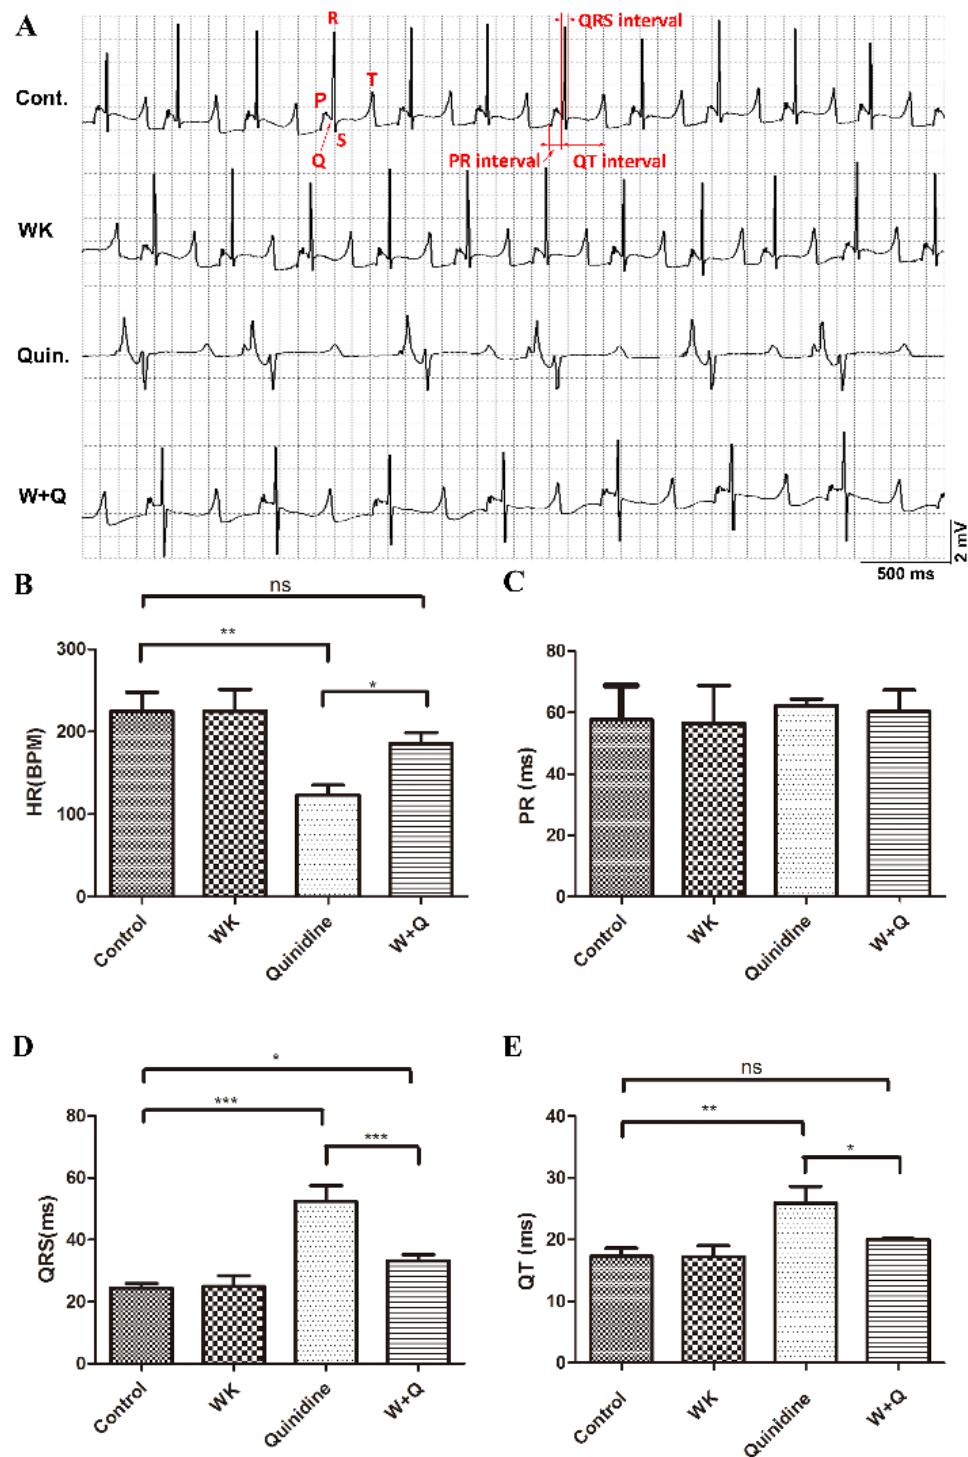 A
R
QRS interval
Cont.
P
T
Q
S
PR interval
QT interval
WK
Quin.
W+Q
500 ms
2 mV
B
ns
**
*
300
200
100
0
HR(BPM)
Control
WK
Quinidine
W+Q
C
80
60
40
20
0
PR (ms)
Control
WK
Quinidine
W+Q
D
*
***
***
80
60
40
20
0
QRS(ms)
Control
WK
Quinidine
W+Q
E
ns
**
*
40
30
20
10
0
QT (ms)
Control
WK
Quinidine
W+Q